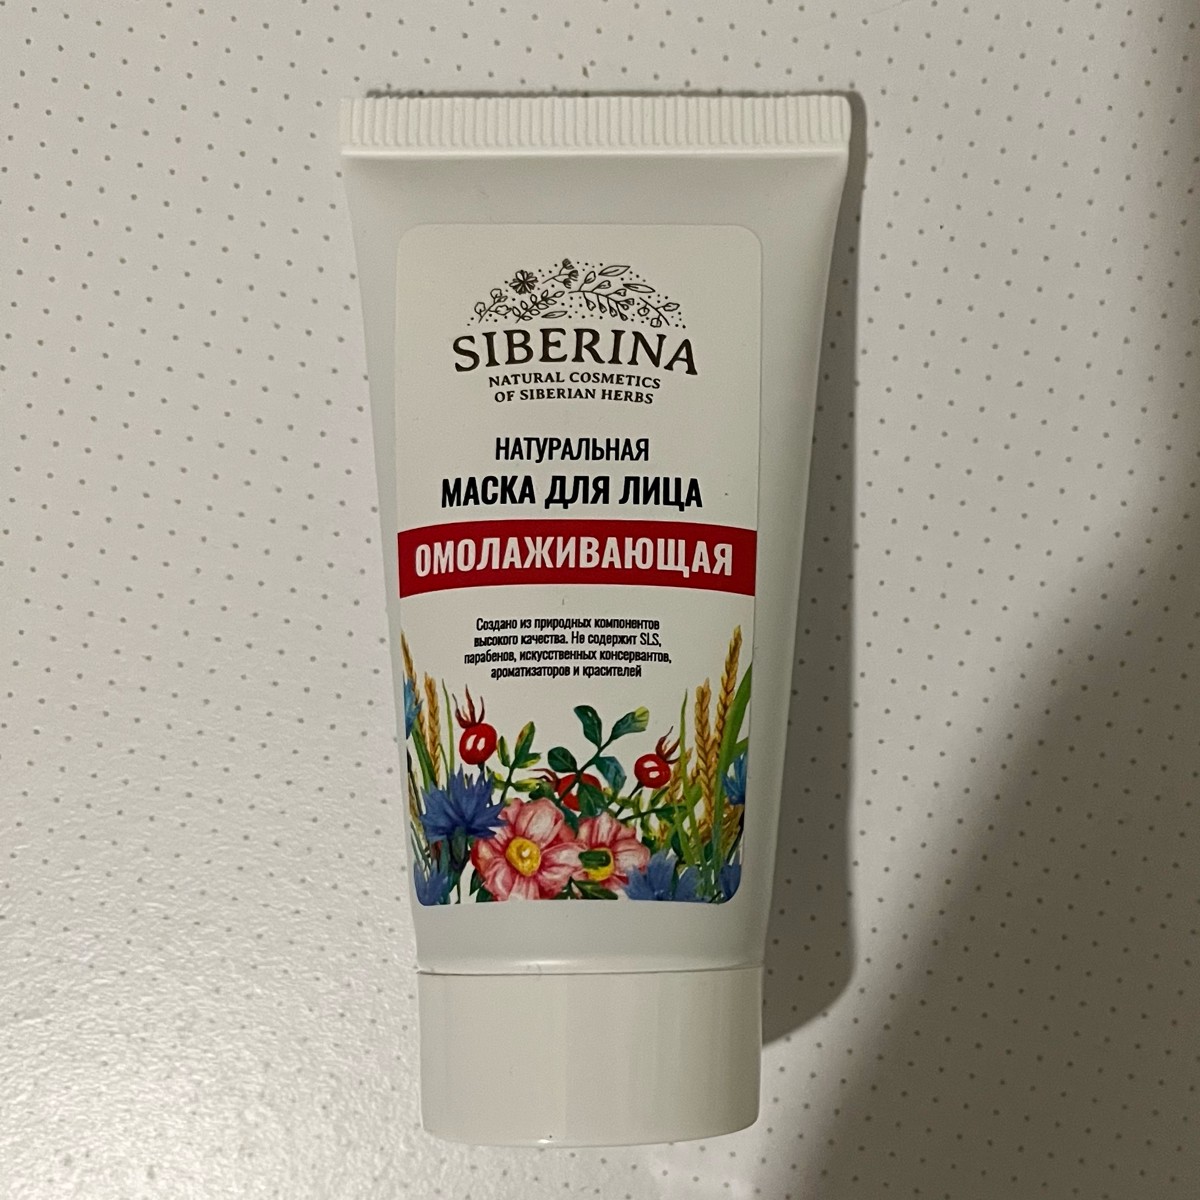 SIBERINA
NATURAL COSMETICS
OF SIBERIAN HERBS
НАТУРАЛЬНАЯ
МАСКА ДЛЯ ЛИЦА
ОМОЛАЖИВАЮЩАЯ
Создано из природных компонентов
высокого качества. Не содержит SLS,
парабенов, искусственных консервантов,
ароматизаторов и красителей